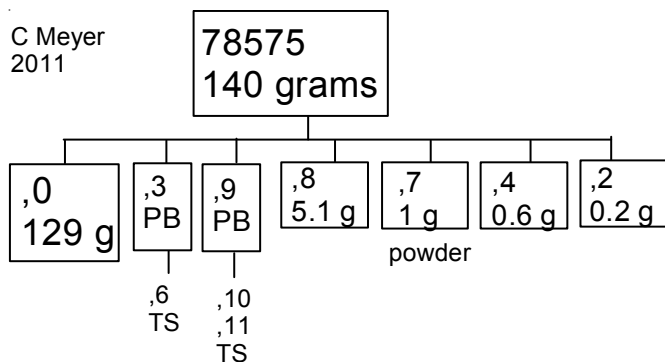 C Meyer
2011
78575
140 grams
,0
129 g
,3
PB
,9
PB
,8
5.1 g
,7
1 g
,4
0.6 g
,2
0.2 g
powder
,6
TS
,10
,11
TS